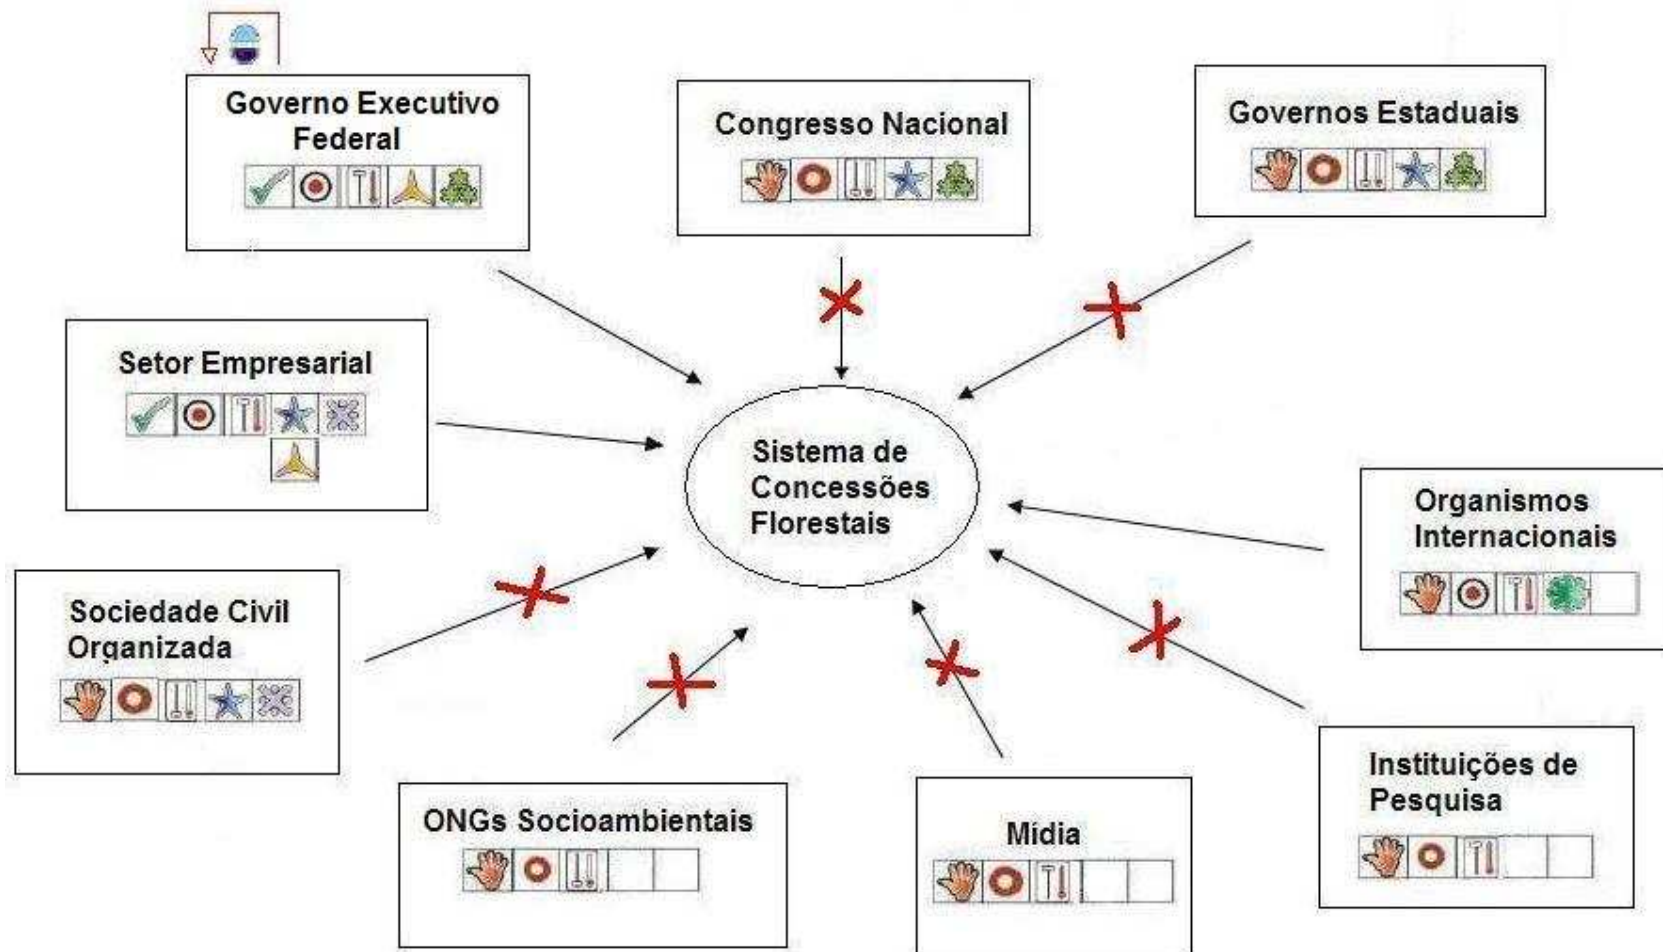 Governo Executivo
Federal
Congresso Nacional
Governos Estaduais
Setor Empresarial
Sistema de
Concessões
Florestais
Organismos
Internacionais
Sociedade Civil
Organizada
ONGs Socioambientais
Mídia
Instituições de
Pesquisa